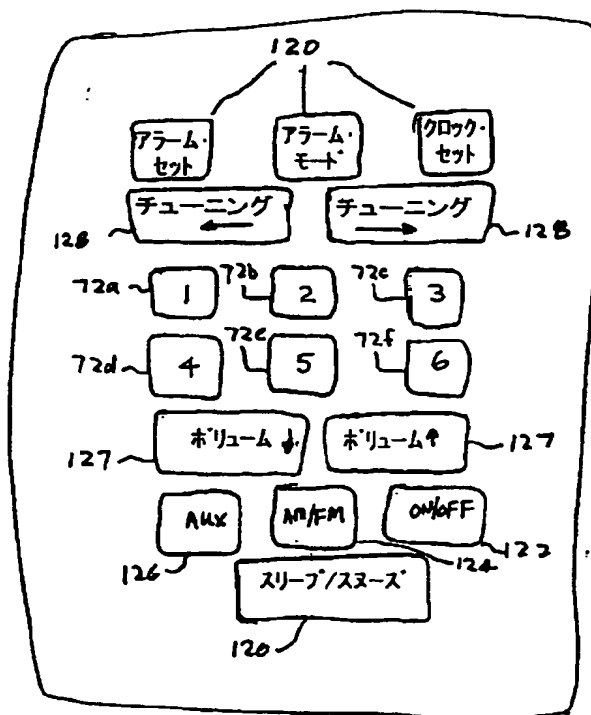 120
アラーム・
セット
アラーム・
モード
クロック・
セット
チューニング
←
チューニング
→
128
128
72a
1
72b
2
72c
3
72d
4
72e
5
72f
6
ボリューム ↓
ボリューム ↑
127
127
AUX
AM/FM
ON/OFF
126
124
122
スリープ/スヌーズ
120